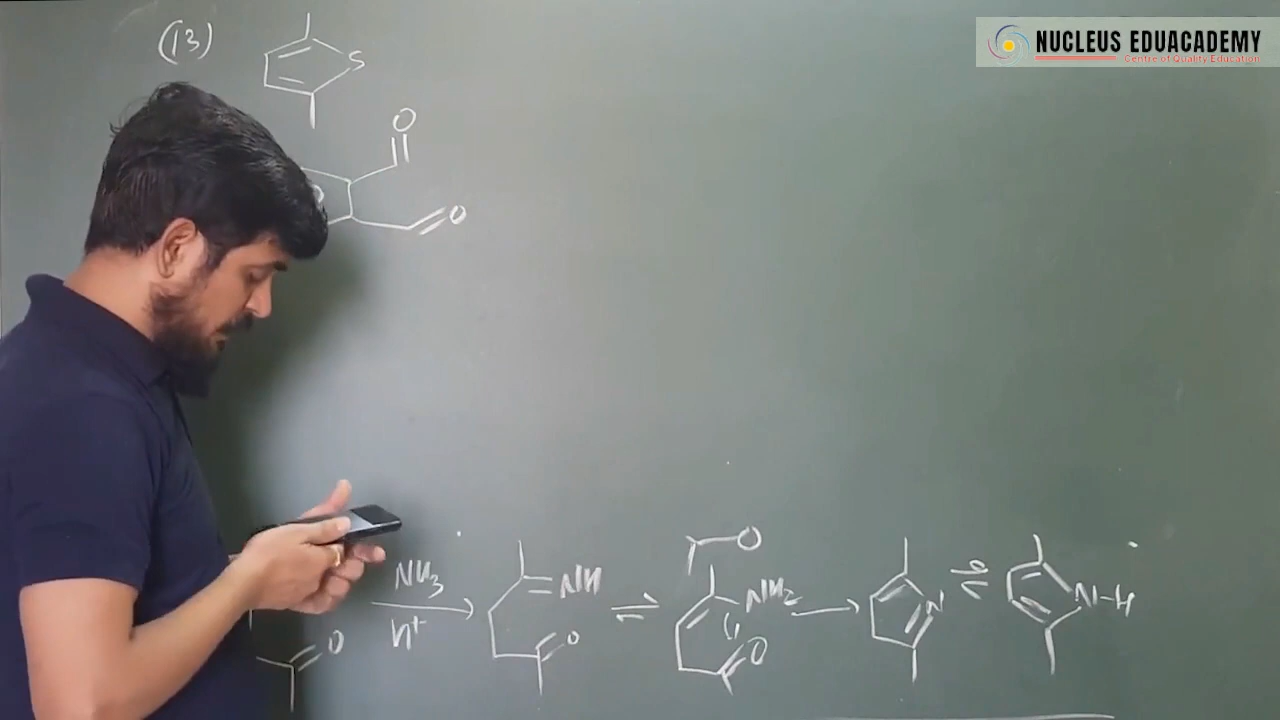 NUCLEUS EDUACADEMY
Centre of Quality Education
(13)
S
O
O
O
NH3
H+
NH
O
NH2
O
N
N-H
O